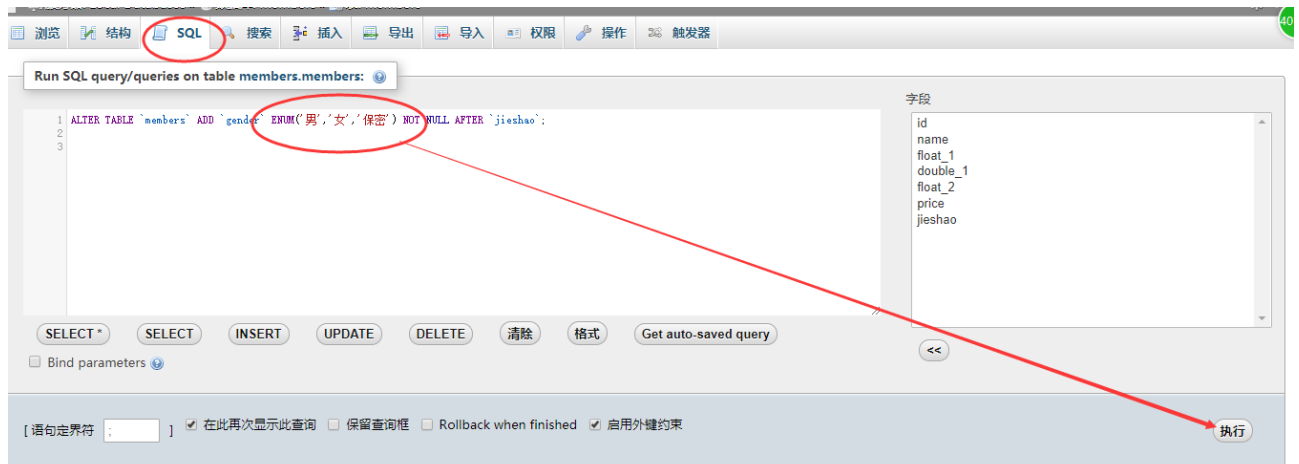 浏览 结构 SQL 搜索 插入 导出 导入 权限 操作 触发器
40
Run SQL query/queries on table members.members:
字段
1 ALTER TABLE `members` ADD `gender` ENUM('男','女','保密') NOT NULL AFTER `jieshao`;
2
3
id
name
float_1
double_1
float_2
price
jieshao
SELECT * SELECT INSERT UPDATE DELETE 清除 格式 Get auto-saved query
<<
Bind parameters
[ 语句定界符 ; ] 在此再次显示此查询 保留查询框 Rollback when finished 启用外键约束
执行